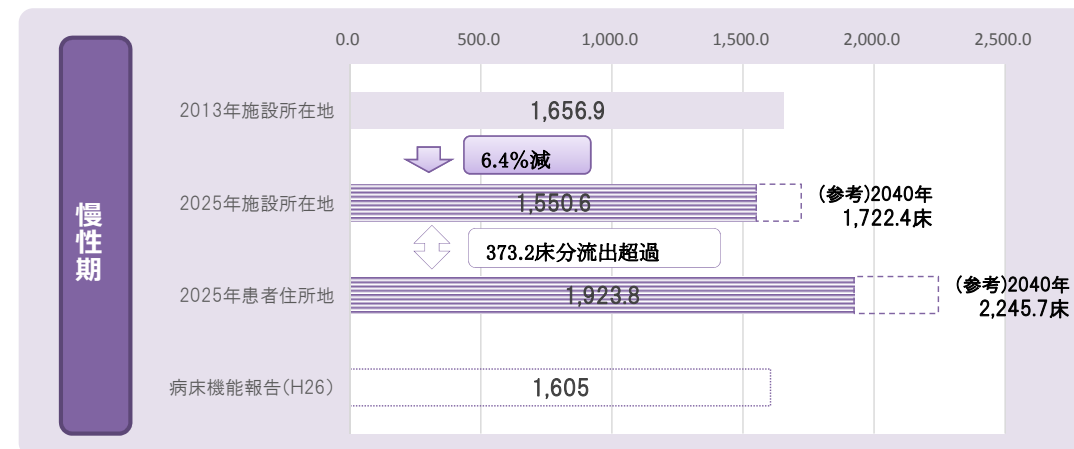 慢性期
0.0 500.0 1,000.0 1,500.0 2,000.0 2,500.0
2013年施設所在地
1,656.9
6.4%減
2025年施設所在地
1,550.6
(参考)2040年
1,722.4床
373.2床分流出超過
2025年患者住所地
1,923.8
(参考)2040年
2,245.7床
病床機能報告(H26)
1,605